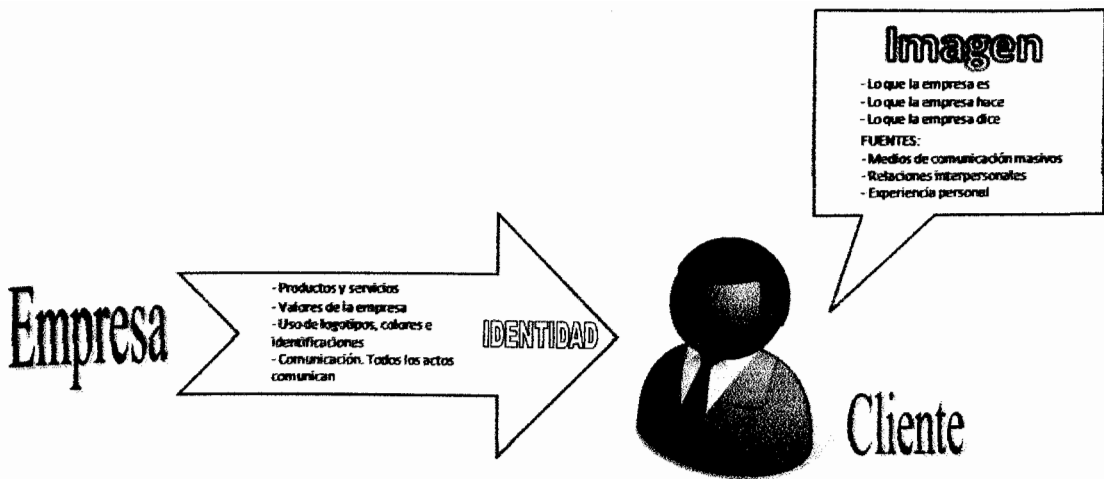 Imagen
- Lo que la empresa es
- Lo que la empresa hace
- Lo que la empresa dice
FUENTES:
- Medios de comunicación masivos
- Relaciones interpersonales
- Experiencia personal
Empresa
- Productos y servicios
- Valores de la empresa
- Uso de logotipos, colores e
identificaciones
- Comunicación. Todos los actos
comunican
IDENTIDAD
Cliente